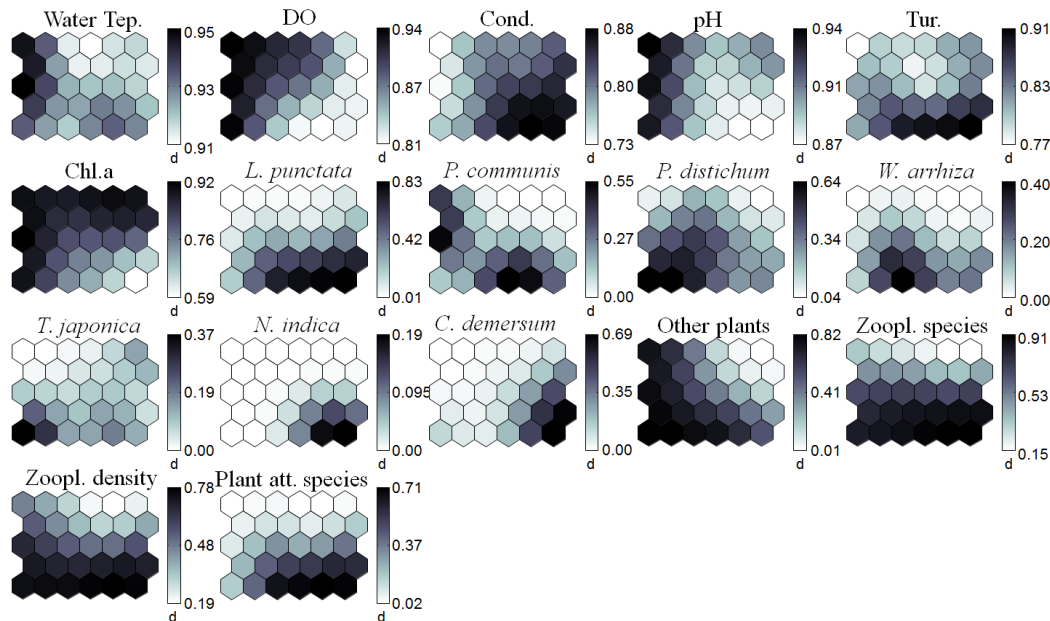 Water Tep. DO Cond. pH Tur.
0.95 0.94 0.88 0.94 0.91
0.93 0.87 0.80 0.91 0.83
0.91 0.81 0.73 0.87 0.77
d d d d d
Chl.a L. punctata P. communis P. distichum W. arrhiza
0.92 0.83 0.55 0.64 0.40
0.76 0.42 0.27 0.34 0.20
0.59 0.01 0.00 0.04 0.00
d d d d d
T. japonica N. indica C. demersum Other plants Zoopl. species
0.37 0.19 0.69 0.82 0.91
0.19 0.095 0.35 0.41 0.53
0.00 0.00 0.00 0.01 0.15
d d d d d
Zoopl. density Plant att. species
0.78 0.71
0.48 0.37
0.19 0.02
d d